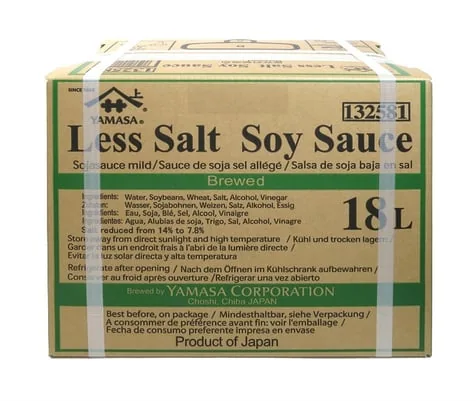 132581
Less Salt Soy Sauce
SINCE
上
YAMASA®
132581
Less Salt Soy Sauce
Sojasauce mild/Sauce de soja sel allégé/Salsa de soja baja en sal
Brewed
Ingredients: Water, Soybeans, Wheat, Salt, Alcohol, Vinegar
Zutaten: Wasser, Sojabohnen, Weizen, Salz, Alkohol, Essig
Ingrédients: Eau, Soja, Blé, Sel, Alcool, Vinaigre
Ingredientes: Agua, Alubias de soja, Trigo, Sal, Alcohol, Vinagre
18L
Salt reduced from 14% to 7.8%
Store away from direct sunlight and high temperature / Kühl und trocken lagern /
Garder dans un endroit frais à l'abri de la lumière directe /
Evitar la luz solar directa y alta temperatura
Refrigerate after opening / Nach dem Öffnen im Kühlschrank aufbewahren /
Conserver au froid après ouverture /Refrigerar una vez abierto
Brewed by YAMASA CORPORATION
Choshi, Chiba JAPAN
Best before, on package / Mindesthaltbar, siehe Verpackung /
A consommer de préférence avant fin: voir l'emballage /
Fecha de consumo preferente impresa en envase
Product of Japan